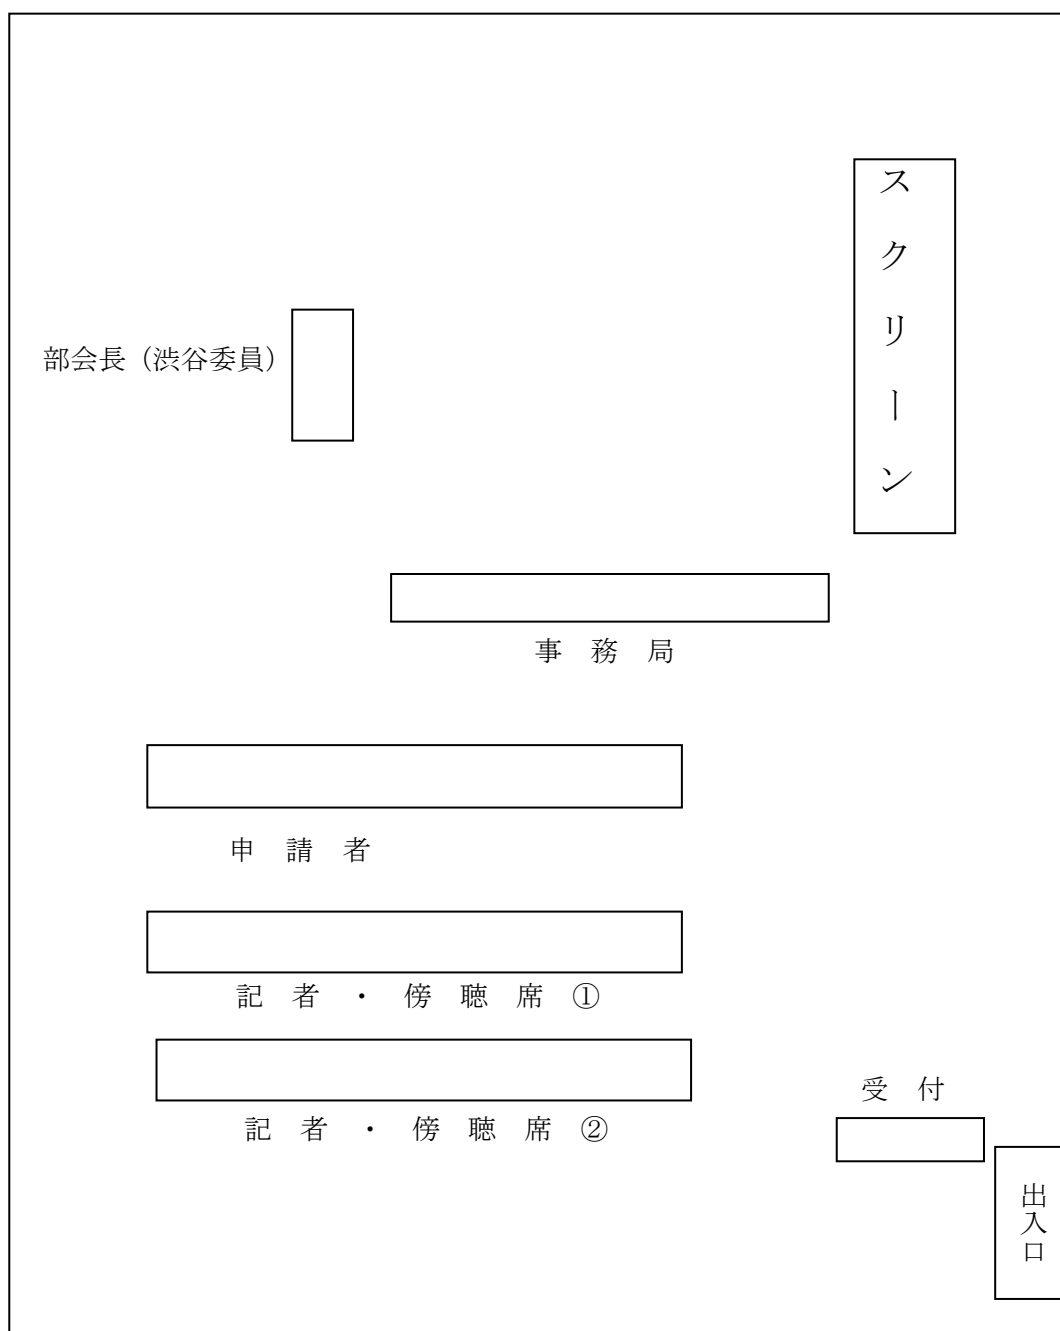 スクリーン
部会長（渋谷委員）
事務局
申請者
記者・傍聴席①
記者・傍聴席②
受付
出入口